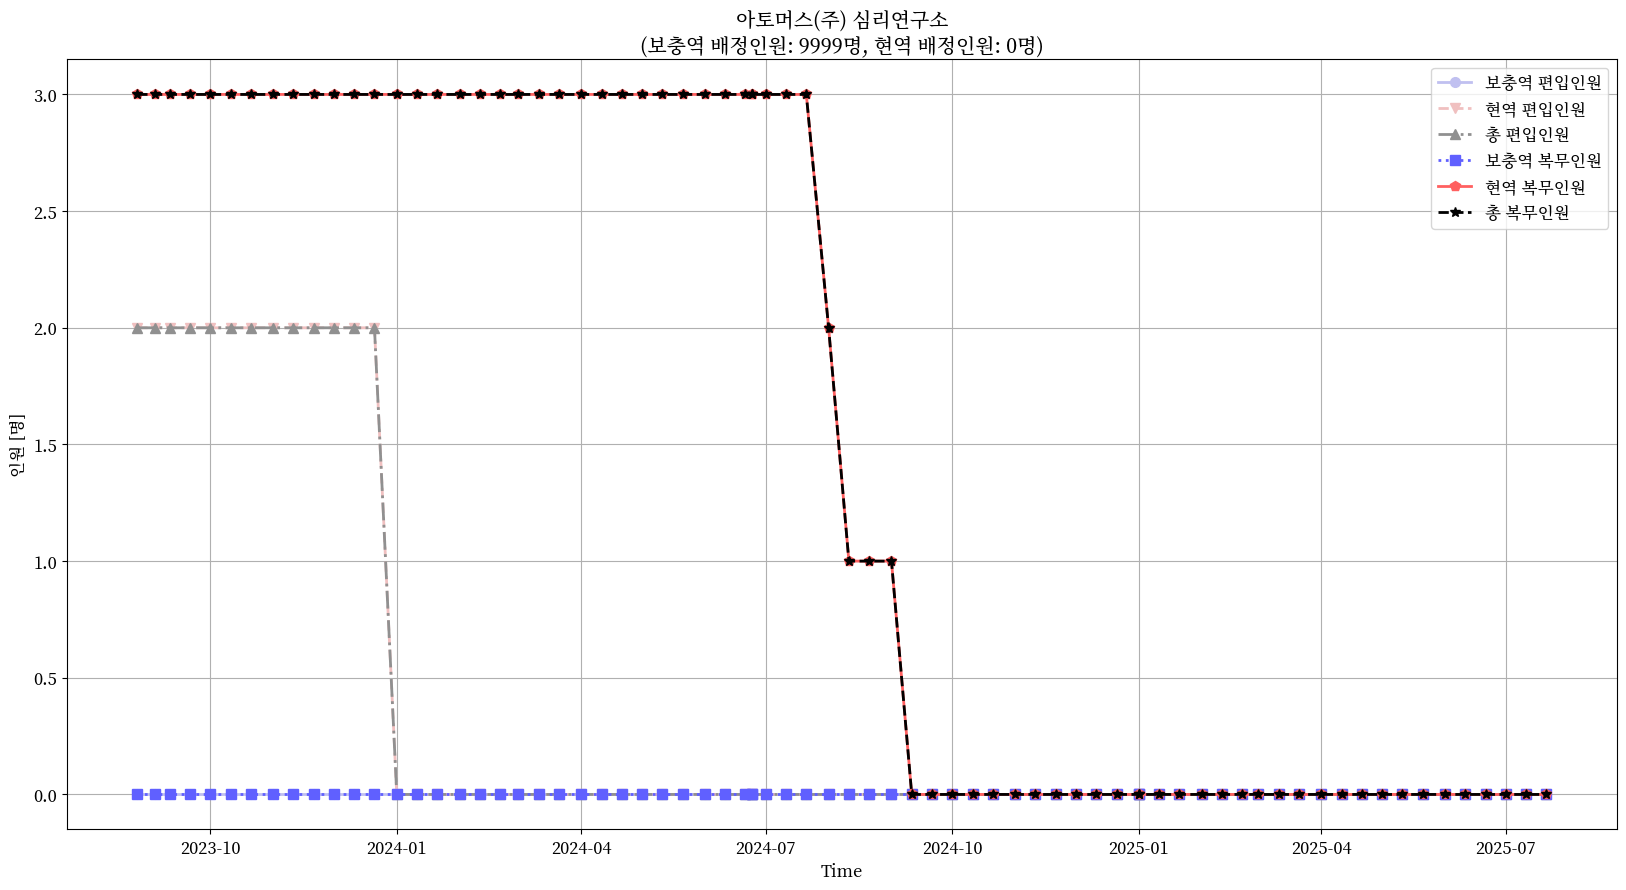 아토머스(주) 심리연구소
(보충역 배정인원: 9999명, 현역 배정인원: 0명)
보충역 편입인원
현역 편입인원
총 편입인원
보충역 복무인원
현역 복무인원
총 복무인원
3.0
2.5
2.0
1.5
1.0
0.5
0.0
인원 [명]
2023-10
2024-01
2024-04
2024-07
2024-10
2025-01
2025-04
2025-07
Time